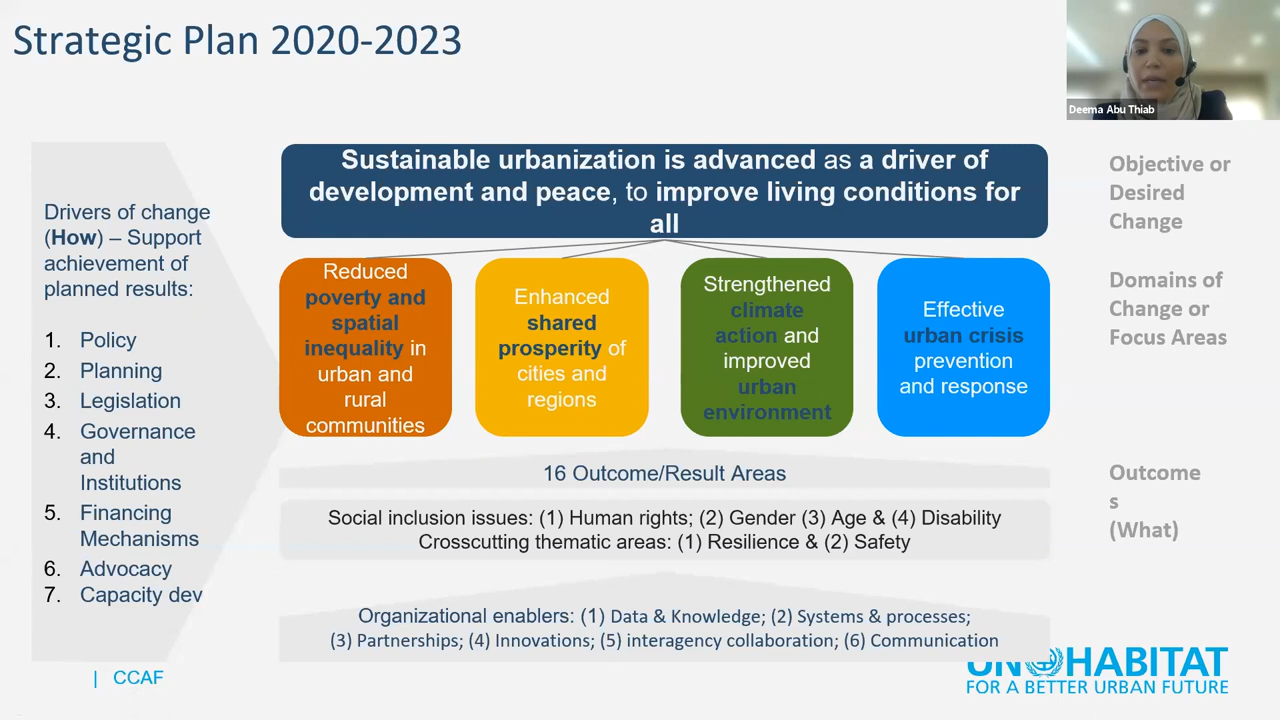 Strategic Plan 2020-2023
Deema Abu Thiab
Drivers of change
(How) – Support
achievement of
planned results:
1. Policy
2. Planning
3. Legislation
4. Governance
and
Institutions
5. Financing
Mechanisms
6. Advocacy
7. Capacity dev
Sustainable urbanization is advanced as a driver of
development and peace, to improve living conditions for
all
Reduced
poverty and
spatial
inequality in
urban and
rural
communities
Enhanced
shared
prosperity of
cities and
regions
Strengthened
climate
action and
improved
urban
environment
Effective
urban crisis
prevention
and response
16 Outcome/Result Areas
Social inclusion issues: (1) Human rights; (2) Gender (3) Age & (4) Disability
Crosscutting thematic areas: (1) Resilience & (2) Safety
Organizational enablers: (1) Data & Knowledge; (2) Systems & processes;
(3) Partnerships; (4) Innovations; (5) interagency collaboration; (6) Communication
Objective or
Desired
Change
Domains of
Change or
Focus Areas
Outcome
s
(What)
| CCAF
UN HABITAT
FOR A BETTER URBAN FUTURE